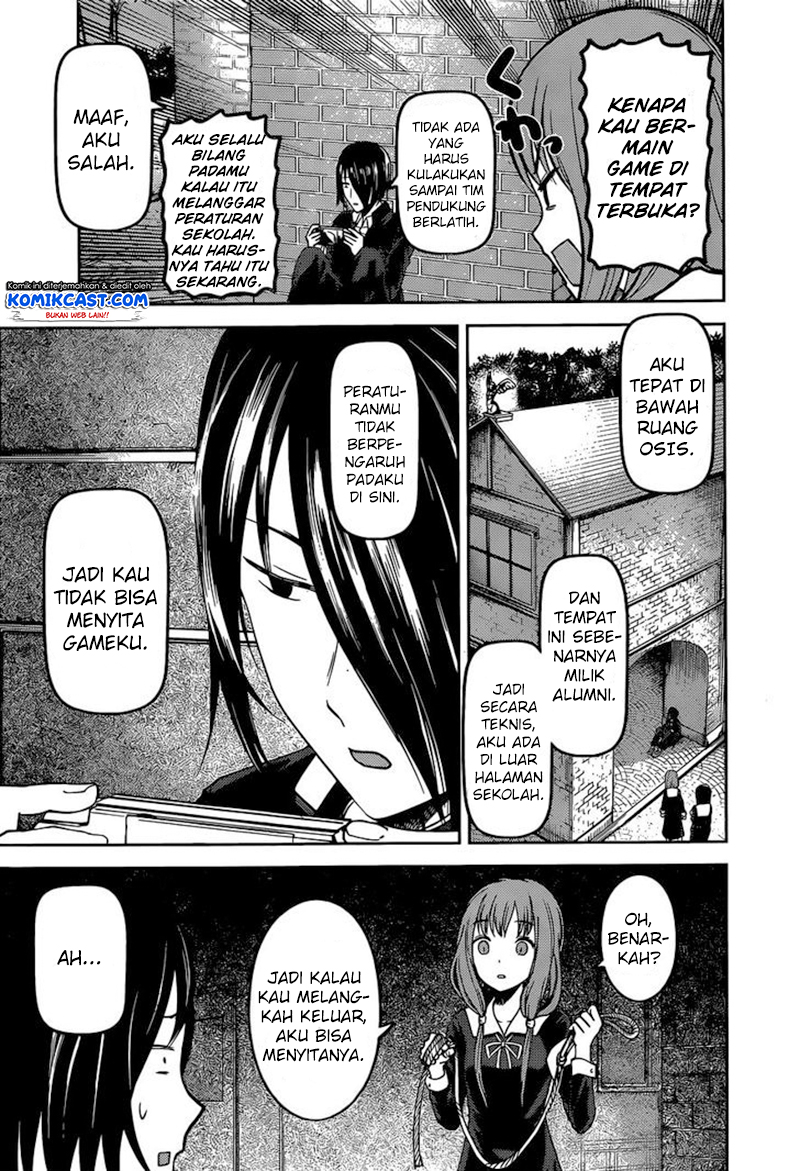 KENAPA
KAU BER-
MAIN
GAME DI
TEMPAT
TERBUKA?
くわっ
TIDAK ADA
YANG
HARUS
KULAKUKAN
SAMPAI TIM
PENDUKUNG
BERLATIH.
AKU SELALU
BILANG
PADAMU
KALAU ITU
MELANGGAR
PERATURAN
SEKOLAH.
KAU HARUS-
NYA TAHU ITU
SEKARANG.
MAAF,
AKU
SALAH.
Komik ini diterjemahkan & diedit oleh
KOMIKCAST.COM
BUKAN WEB LAIN!!
AKU
TEPAT DI
BAWAH
RUANG
OSIS.
DAN
TEMPAT
INI SEBE-
NARNYA
MILIK
ALUMNI.
JADI
SECARA
TEKNIS,
AKU ADA
DI LUAR
HALAMAN
SEKOLAH.
PERATU-
RANMU
TIDAK
BERPE-
NGARUH
PADAKU
DI SINI.
JADI KAU
TIDAK BISA
MENYITA
GAMEKU.
OH,
BENAR-
KAH?
JADI KALAU
KAU MELANG-
KAH KELUAR,
AKU BISA
MENYITANYA.
AH...